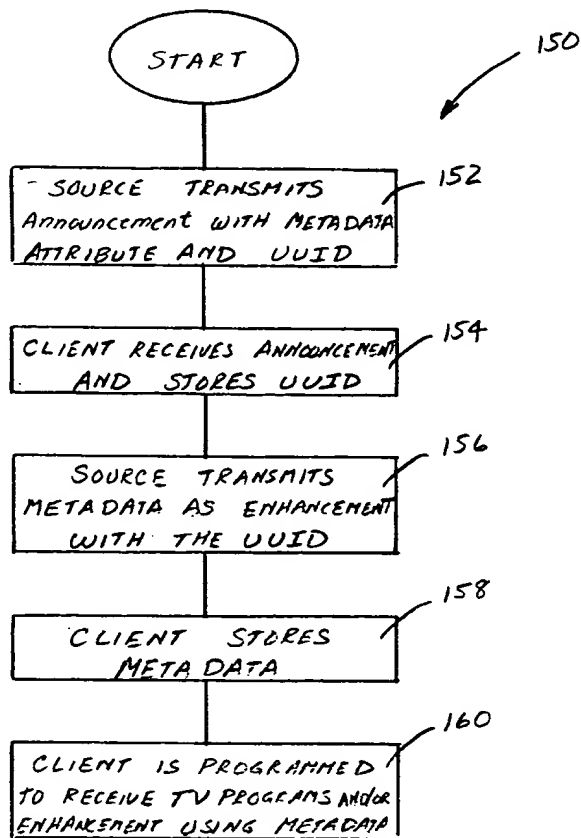 START
150
SOURCE TRANSMITS
Announcement WITH METADATA
ATTRIBUTE AND UUID
152
CLIENT RECEIVES ANNOUNCEMENT
AND STORES UUID
154
SOURCE TRANSMITS
METADATA AS ENHANCEMENT
WITH THE UUID
156
CLIENT STORES
METADATA
158
CLIENT IS PROGRAMMED
TO RECEIVE TV PROGRAMS AND/OR
ENHANCEMENT USING METADATA
160